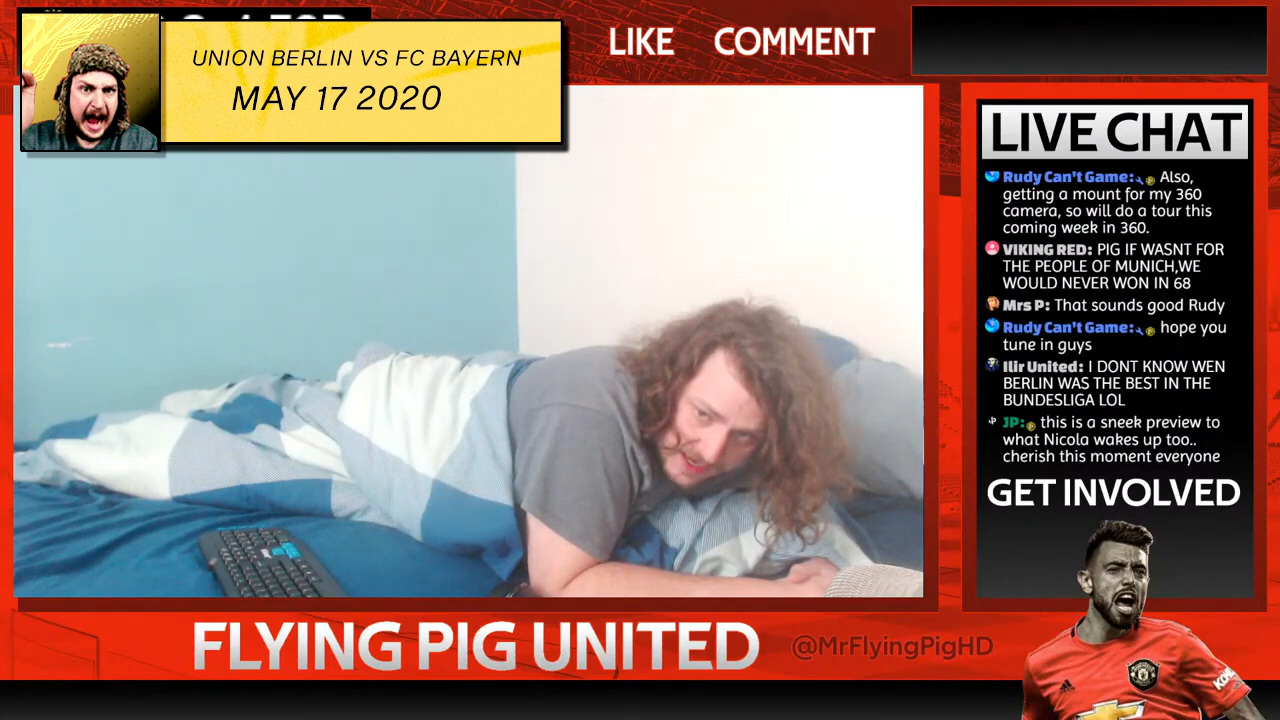 UNION BERLIN VS FC BAYERN
MAY 17 2020
LIKE COMMENT
LIVE CHAT
Rudy Can't Game: Also,
getting a mount for my 360
camera, so will do a tour this
coming week in 360.
VIKING RED: PIG IF WASNT FOR
THE PEOPLE OF MUNICH,WE
WOULD NEVER WON IN 68
Mrs P: That sounds good Rudy
Rudy Can't Game: hope you
tune in guys
Ilir United: I DONT KNOW WEN
BERLIN WAS THE BEST IN THE
BUNDESLIGA LOL
JP: this is a sneek preview to
what Nicola wakes up too..
cherish this moment everyone
GET INVOLVED
FLYING PIG UNITED
@MrFlyingPigHD